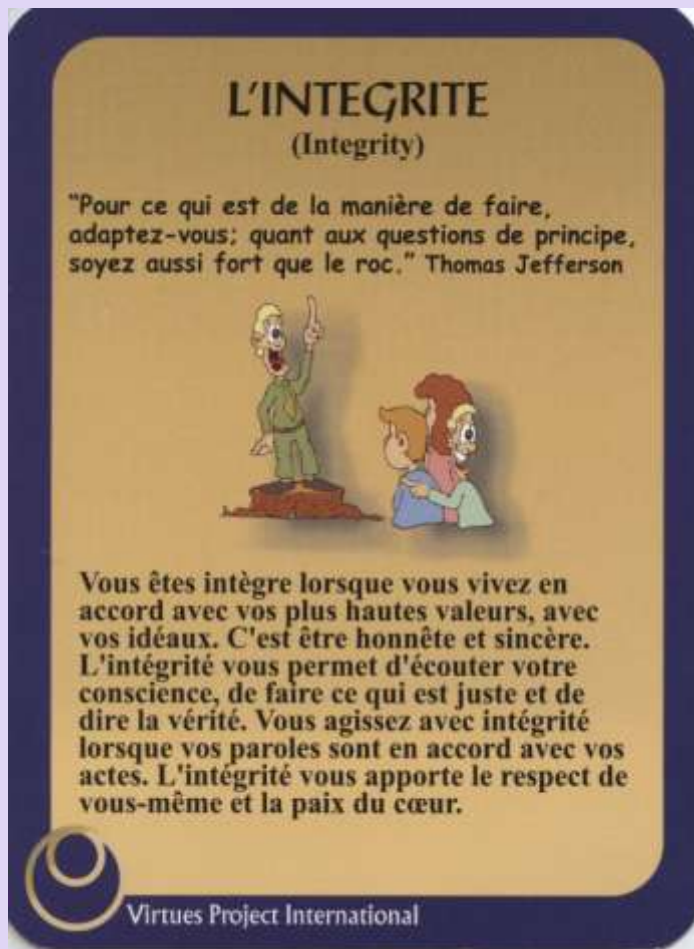 L'INTEGRITE
(Integrity)
"Pour ce qui est de la manière de faire,
adaptez-vous; quant aux questions de principe,
soyez aussi fort que le roc." Thomas Jefferson
Vous êtes intègre lorsque vous vivez en
accord avec vos plus hautes valeurs, avec
vos idéaux. C'est être honnête et sincère.
L'intégrité vous permet d'écouter votre
conscience, de faire ce qui est juste et de
dire la vérité. Vous agissez avec intégrité
lorsque vos paroles sont en accord avec vos
actes. L'intégrité vous apporte le respect de
vous-même et la paix du cœur.
Virtues Project International